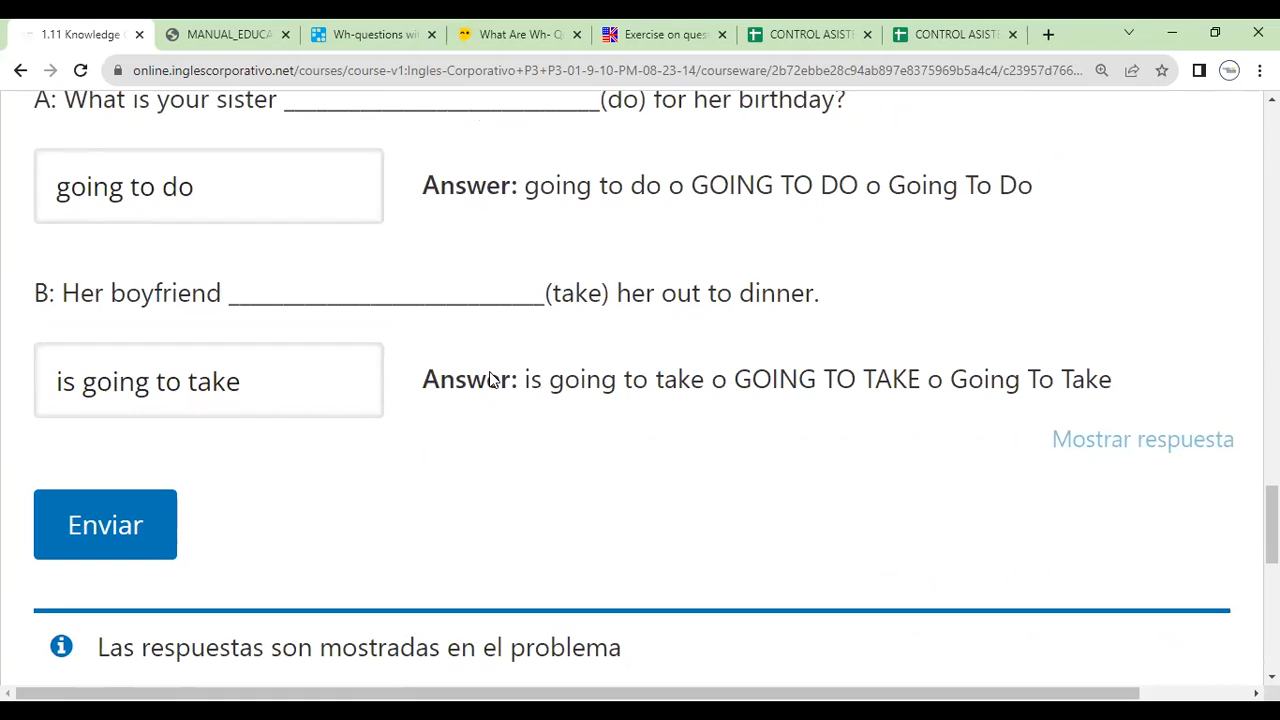 1.11 Knowledge
MANUAL_EDUCA
Wh-questions wi
What Are Wh- Q
Exercise on ques
CONTROL ASIST
CONTROL ASIST
online.inglescorporativo.net/courses/course-v1:Ingles-Corporativo+P3+P3-01-9-10-PM-08-23-14/courseware/2b72ebbe28c94ab897e8375969b5a4c4/c23957d766...
A: What is your sister ____________________________(do) for her birthday?
going to do
Answer: going to do o GOING TO DO o Going To Do
B: Her boyfriend ____________________________(take) her out to dinner.
is going to take
Answer: is going to take o GOING TO TAKE o Going To Take
Mostrar respuesta
Enviar
Las respuestas son mostradas en el problema